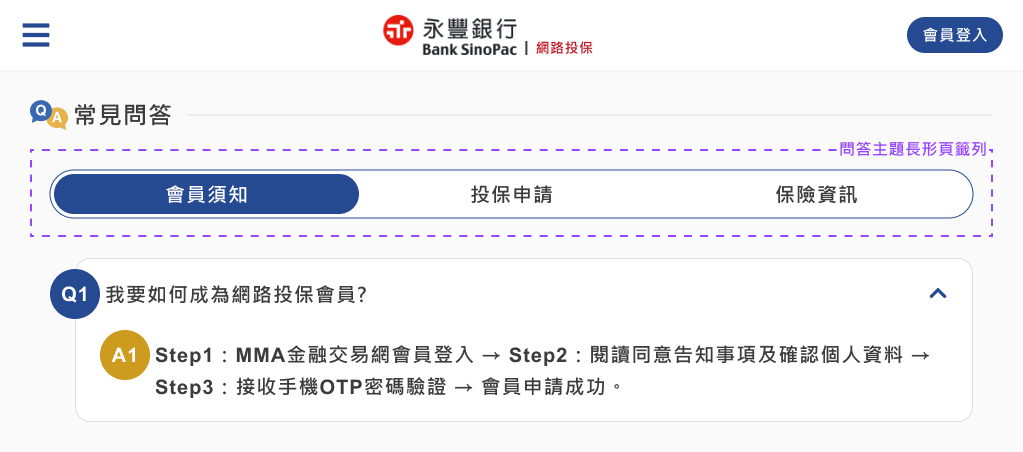 永豐銀行
Bank SinoPac | 網路投保
會員登入
Q A 常見問答
問答主題長形頁籤列
會員須知 投保申請 保險資訊
Q1 我要如何成為網路投保會員?
A1 Step1：MMA金融交易網會員登入 → Step2：閱讀同意告知事項及確認個人資料 →
Step3：接收手機OTP密碼驗證 → 會員申請成功。